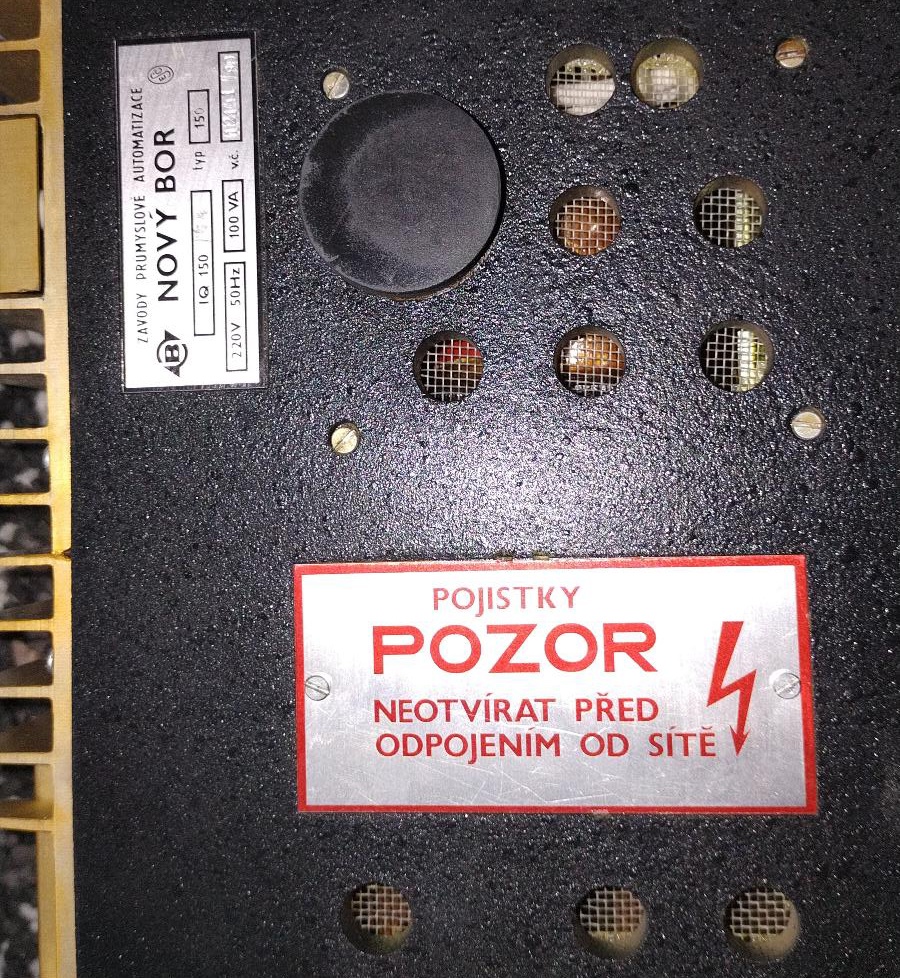 ZÁVODY PRŮMYSLOVÉ AUTOMATIZACE
NOVÝ BOR
IQ 150 typ 150
220V 50Hz 100 VA v.č.
POJISTKY
POZOR
NEOTVÍRAT PŘED
ODPOJENÍM OD SÍTĚ